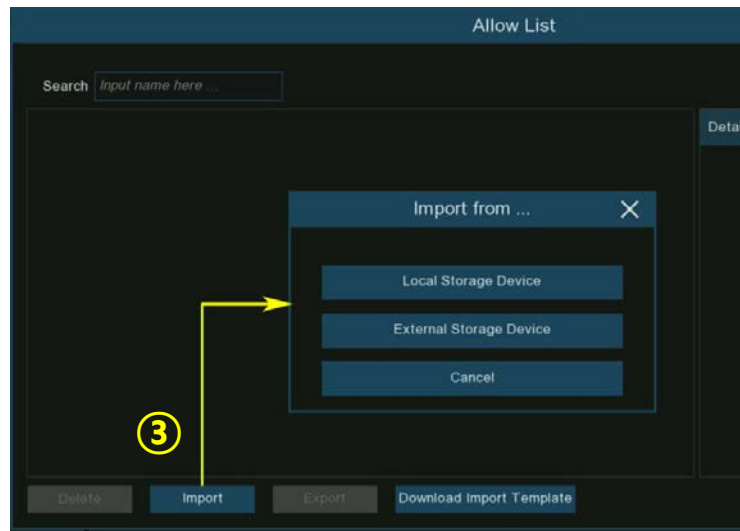 Allow List
Search Input name here ...
Deta
Import from ...
Local Storage Device
External Storage Device
Cancel
③
Delete Import Export Download Import Template